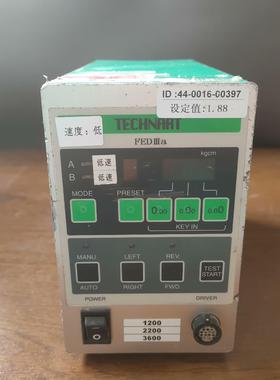 ID :44-0016-00397
设定值:1.88
速度：低
TECHNART
FEDⅢa
kgcm
A 低速
B 低速
MODE PRESET 0.00 0.00 0.00
KEY IN
MANU LEFT REV. TEST START
AUTO RIGHT FWD.
POWER DRIVER
1200
2200
3600